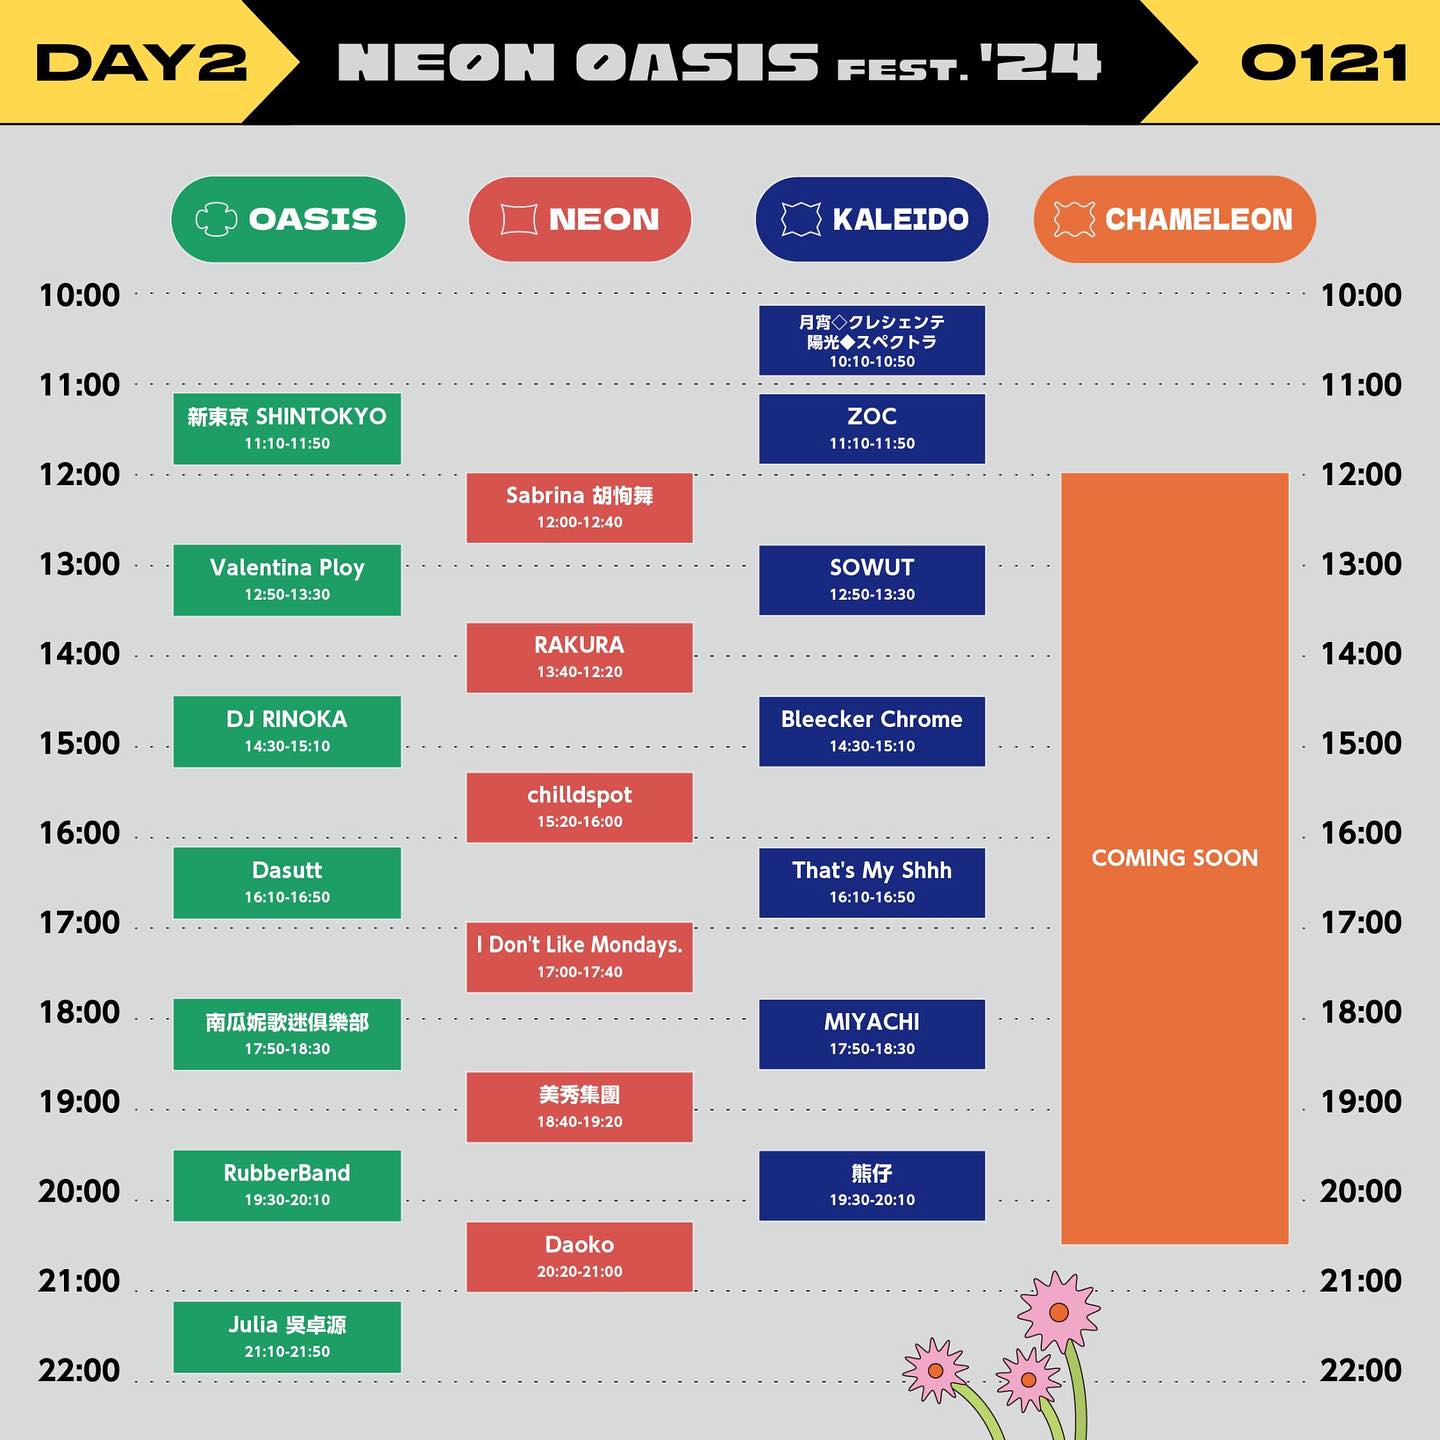 DAY2
NEON OASIS FEST. '24
0121
OASIS
NEON
KALEIDO
CHAMELEON
10:00
10:00
月宵◇クレシェンテ
陽光◆スペクトラ
10:10-10:50
11:00
11:00
新東京 SHINTOKYO
11:10-11:50
ZOC
11:10-11:50
12:00
12:00
Sabrina 胡恂舞
12:00-12:40
13:00
13:00
Valentina Ploy
12:50-13:30
SOWUT
12:50-13:30
14:00
14:00
RAKURA
13:40-12:20
DJ RINOKA
14:30-15:10
Bleecker Chrome
14:30-15:10
15:00
15:00
chilldspot
15:20-16:00
16:00
16:00
COMING SOON
Dasutt
16:10-16:50
That's My Shhh
16:10-16:50
17:00
17:00
I Don't Like Mondays.
17:00-17:40
18:00
18:00
南瓜妮歌迷俱樂部
17:50-18:30
MIYACHI
17:50-18:30
19:00
19:00
美秀集團
18:40-19:20
RubberBand
19:30-20:10
熊仔
19:30-20:10
20:00
20:00
Daoko
20:20-21:00
21:00
21:00
Julia 吳卓源
21:10-21:50
22:00
22:00